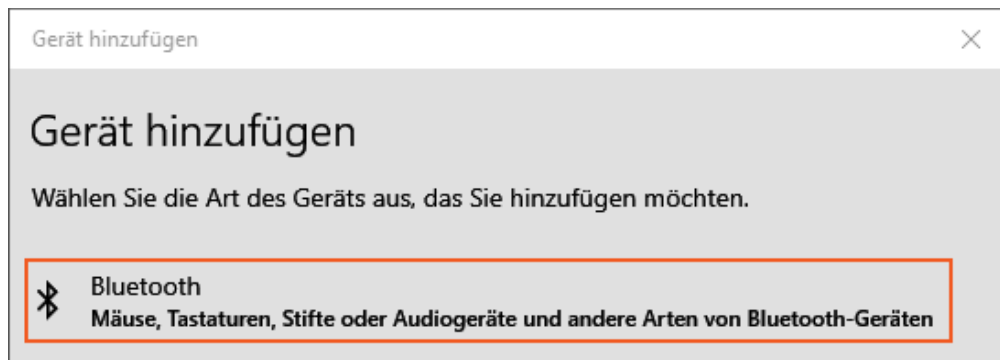 Gerät hinzufügen
Gerät hinzufügen
Wählen Sie die Art des Geräts aus, das Sie hinzufügen möchten.
Bluetooth
Mäuse, Tastaturen, Stifte oder Audiogeräte und andere Arten von Bluetooth-Geräten